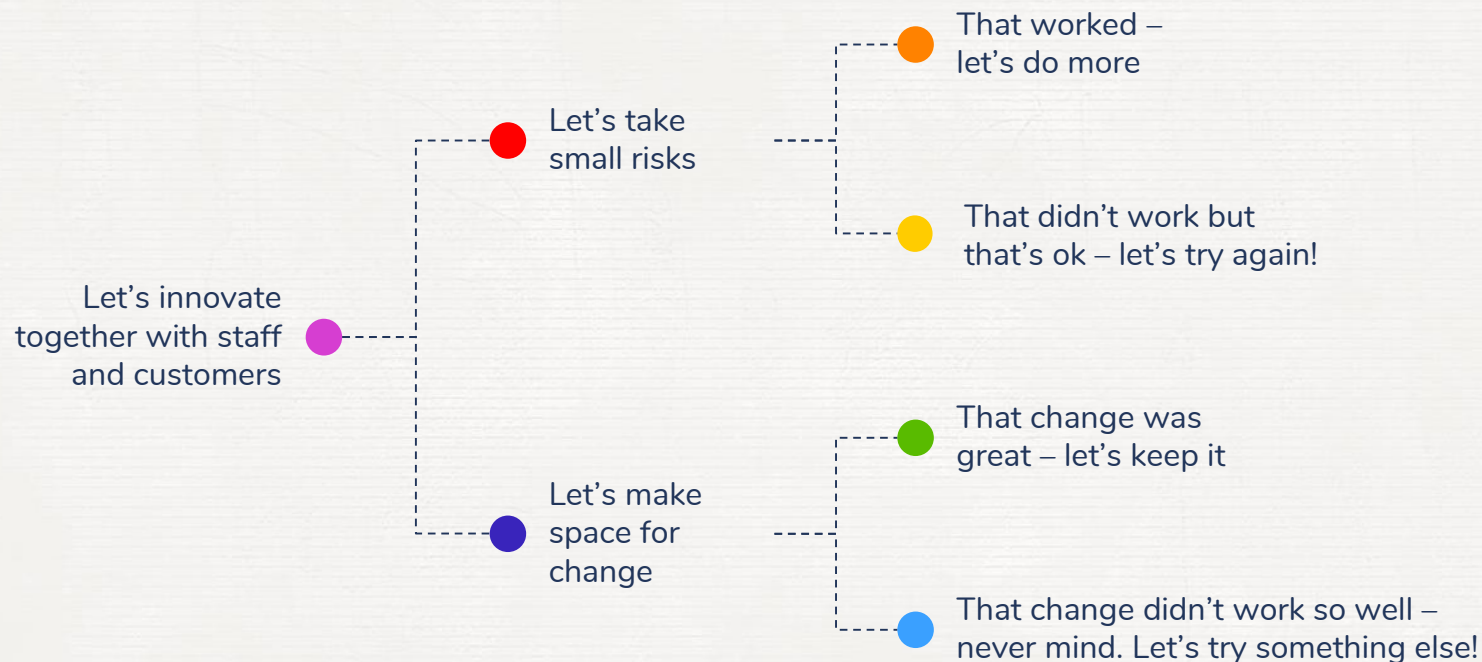 Let’s innovate
together with staff
and customers
Let’s take
small risks
That worked –
let’s do more
That didn’t work but
that’s ok – let’s try again!
Let’s make
space for
change
That change was
great – let’s keep it
That change didn’t work so well –
never mind. Let’s try something else!